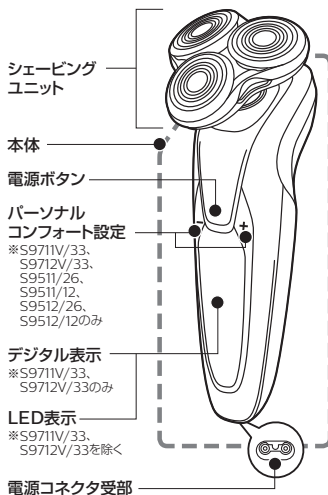 シェービング
ユニット
本体
電源ボタン
パーソナル
コンフォート設定
※S9711V/33、
S9712V/33、
S9511/26、
S9511/12、
S9512/26、
S9512/12のみ
- +
デジタル表示
※S9711V/33、
S9712V/33のみ
LED表示
※S9711V/33、
S9712V/33を除く
電源コネクタ受部